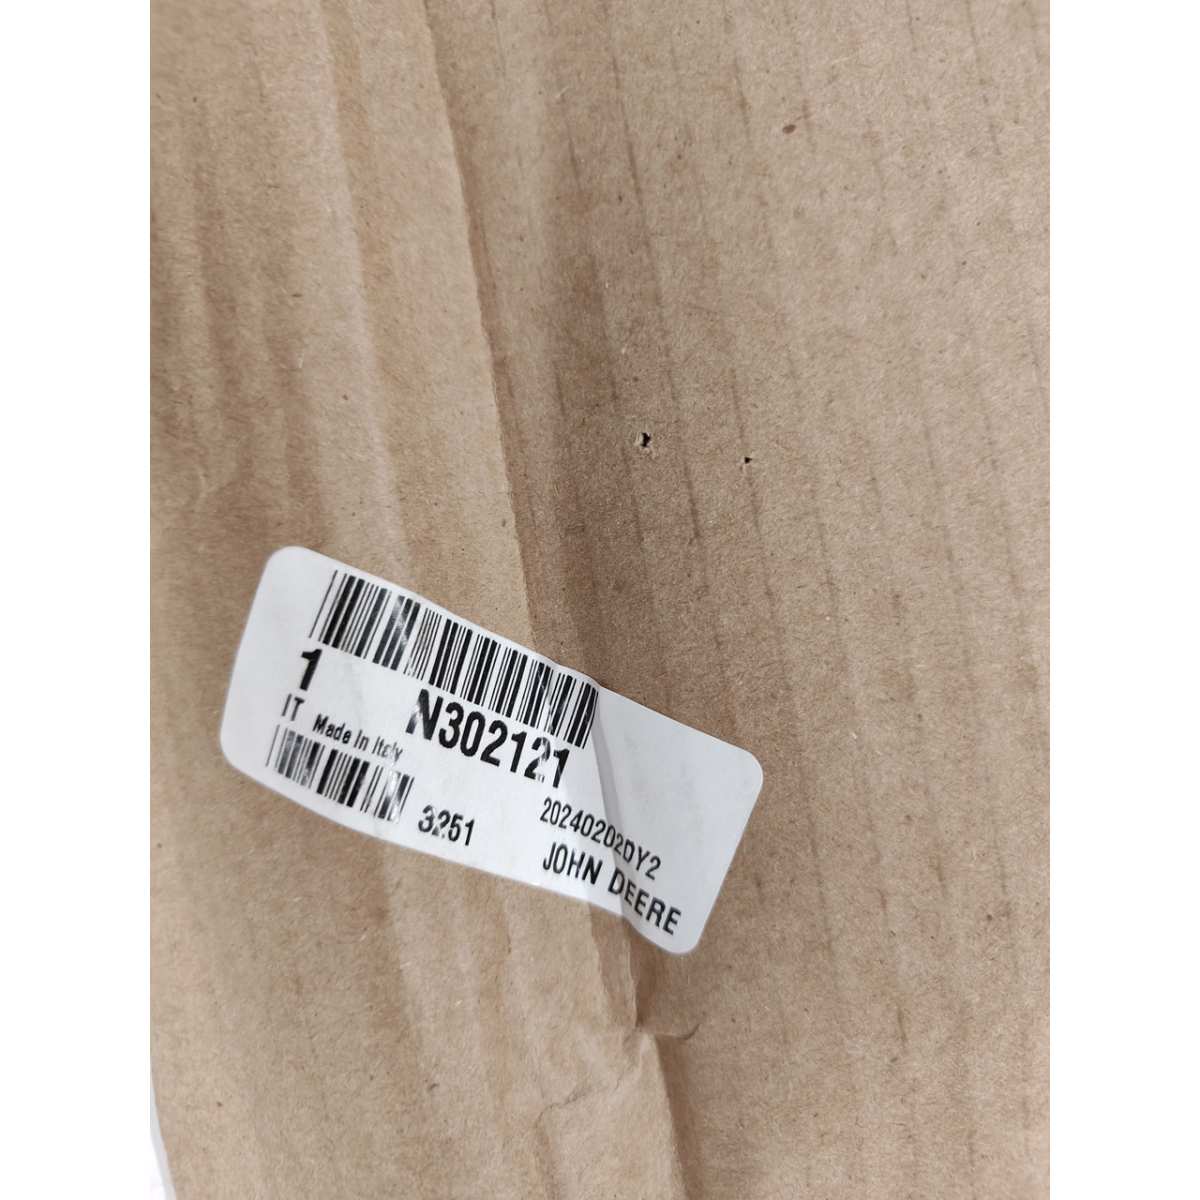 1 N302121
IT Made In Italy
3251 20240202DY2
JOHN DEERE